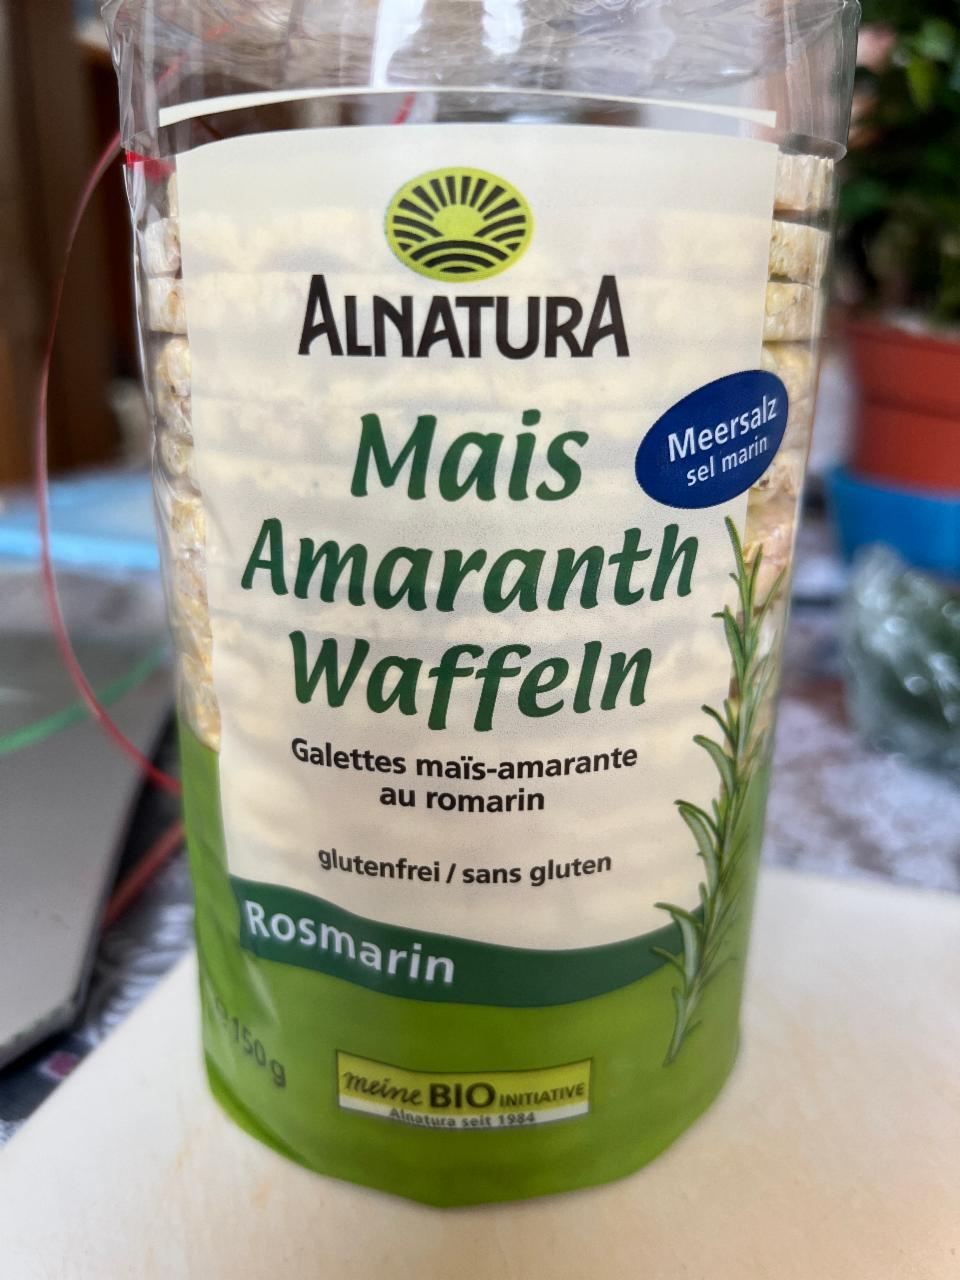 ALNATURA
Meersalz
sel marin
Mais
Amaranth
Waffeln
Galettes maïs-amarante
au romarin
glutenfrei / sans gluten
Rosmarin
℮ 150 g
meine BIO INITIATIVE
Alnatura seit 1984